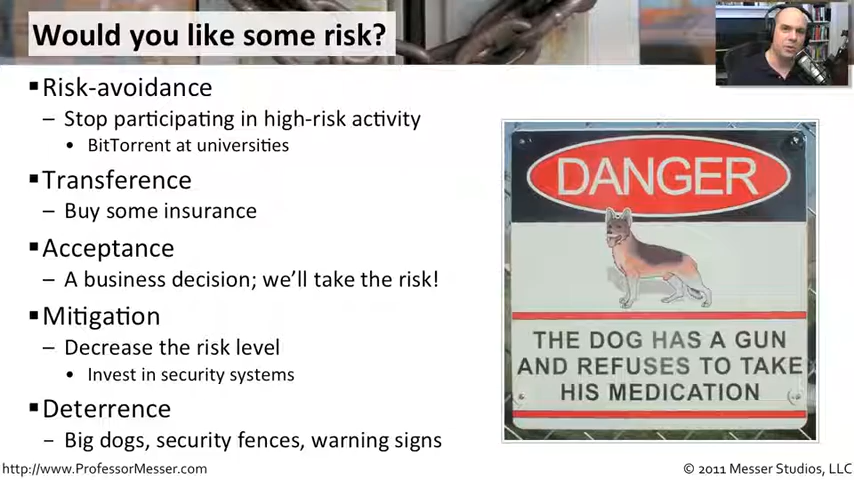 Would you like some risk?
▪Risk-avoidance
– Stop participating in high-risk activity
• BitTorrent at universities
▪Transference
– Buy some insurance
▪Acceptance
– A business decision; we’ll take the risk!
▪Mitigation
– Decrease the risk level
• Invest in security systems
▪Deterrence
– Big dogs, security fences, warning signs
DANGER
THE DOG HAS A GUN
AND REFUSES TO TAKE
HIS MEDICATION
http://www.ProfessorMesser.com
© 2011 Messer Studios, LLC